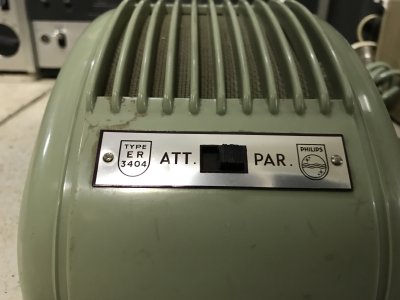 TYPE
ER
3404
ATT. PAR.
PHILIPS